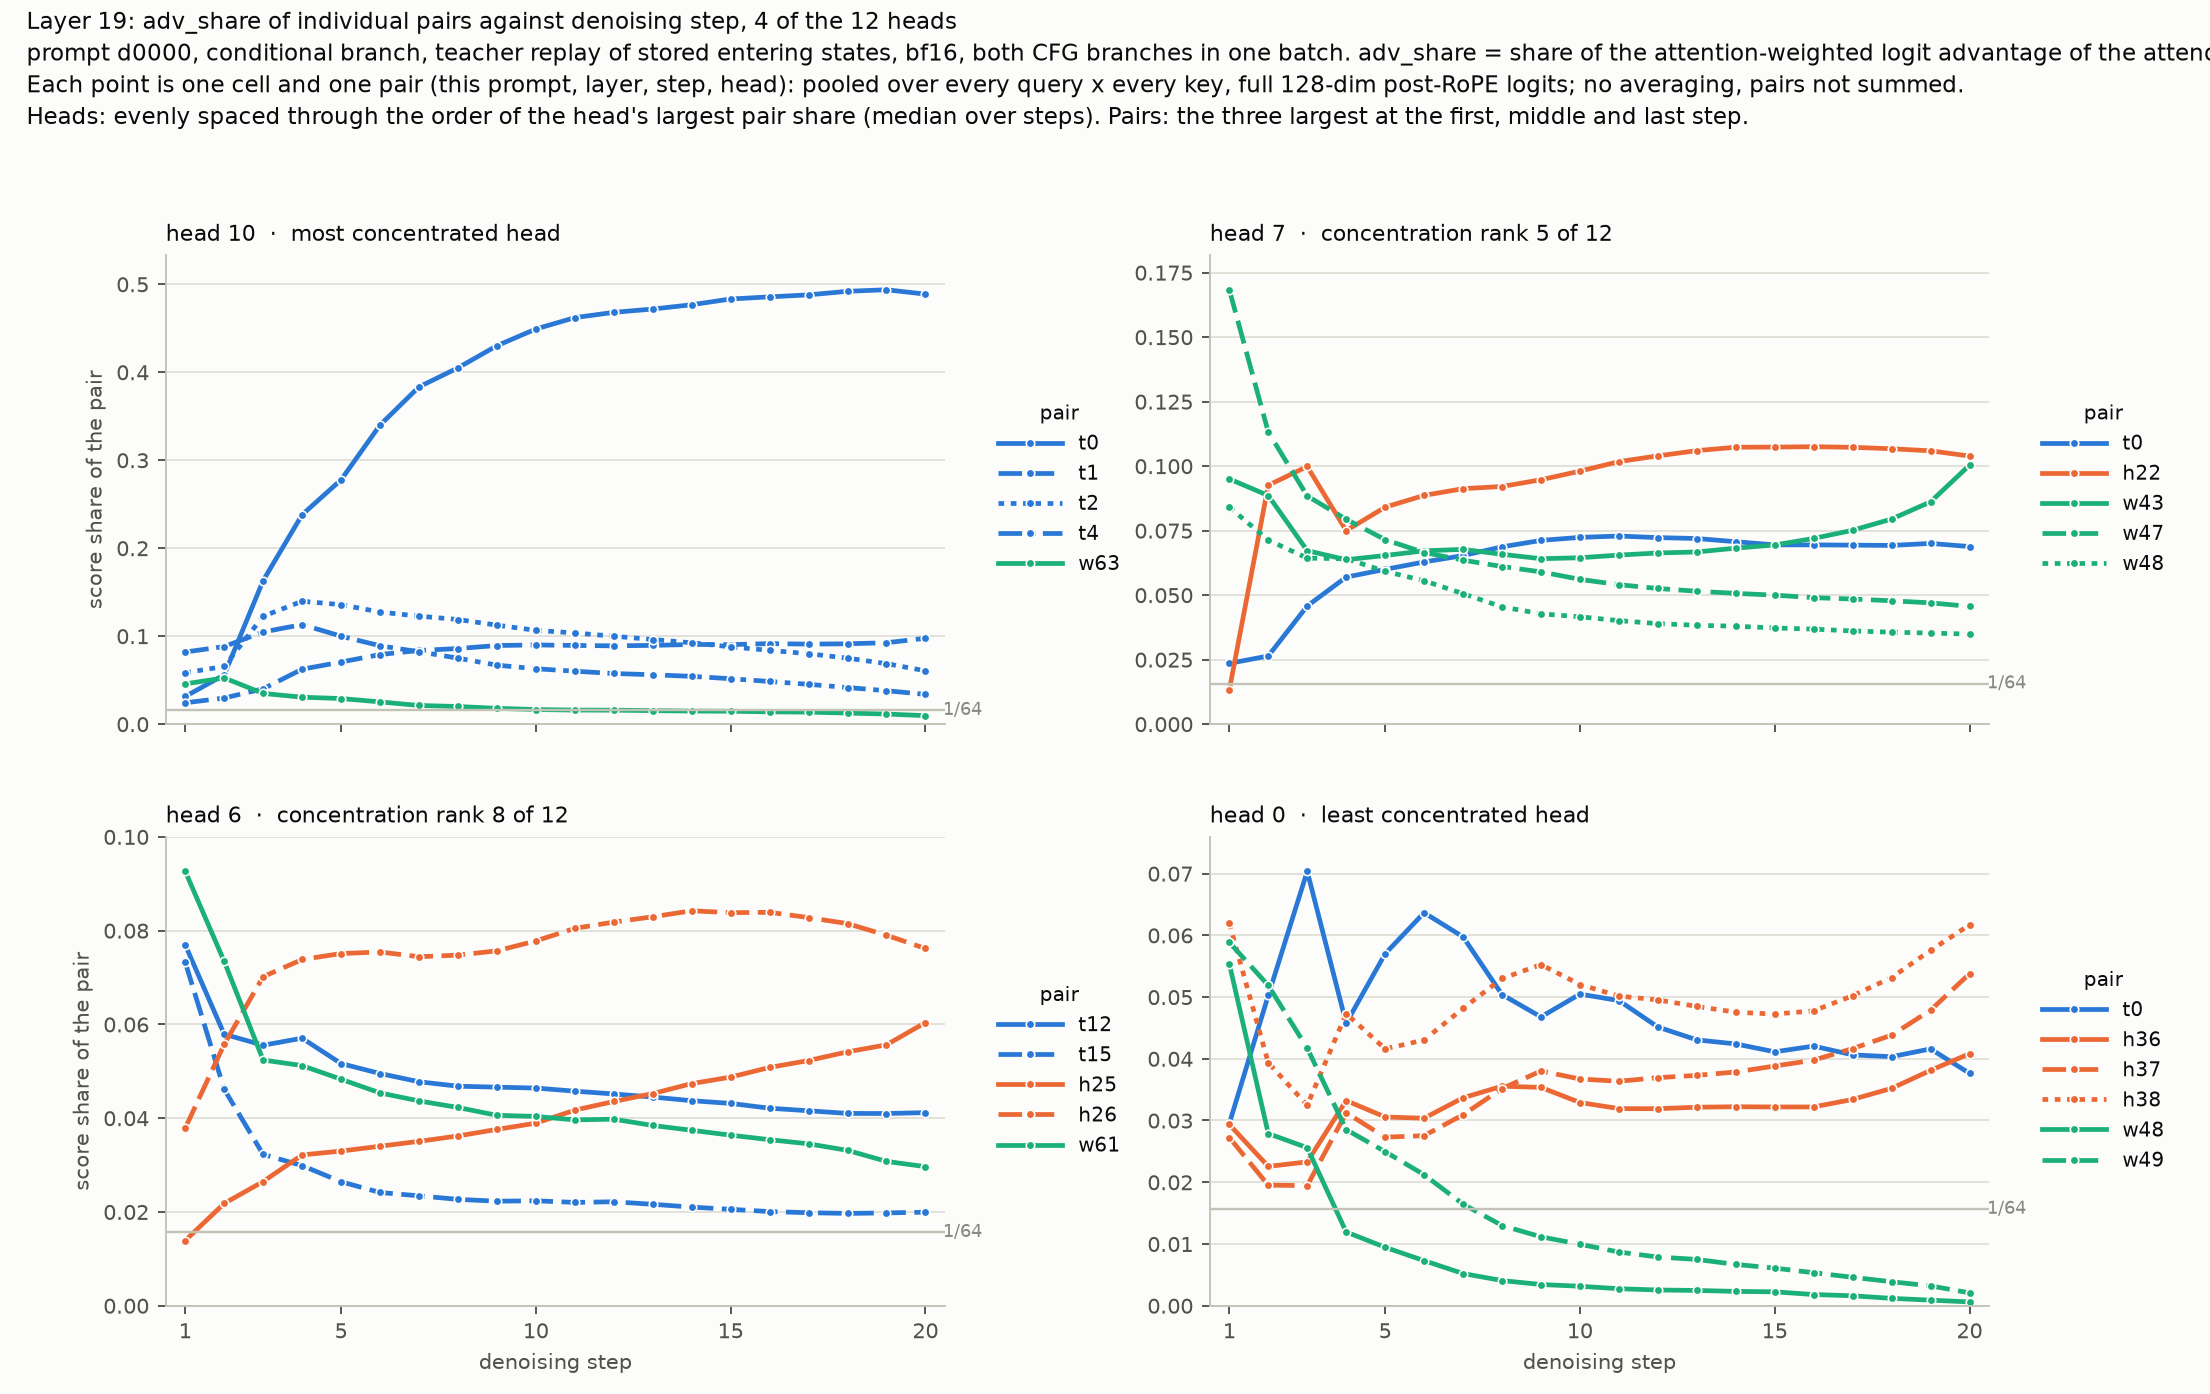 Layer 19: adv_share of individual pairs against denoising step, 4 of the 12 heads
prompt d0000, conditional branch, teacher replay of stored entering states, bf16, both CFG branches in one batch. adv_share = share of the attention-weighted logit advantage of the
Each point is one cell and one pair (this prompt, layer, step, head): pooled over every query x every key, full 128-dim post-RoPE logits; no averaging, pairs not summed.
Heads: evenly spaced through the order of the head's largest pair share (median over steps). Pairs: the three largest at the first, middle and last step.
head 10 · most concentrated head
0.5
0.4
0.3
0.2
0.1
0.0
score share of the pair
1/64
pair
t0
t1
t2
t4
w63
head 7 · concentration rank 5 of 12
0.175
0.150
0.125
0.100
0.075
0.050
0.025
0.000
1/64
pair
t0
h22
w43
w47
w48
head 6 · concentration rank 8 of 12
0.10
0.08
0.06
0.04
0.02
0.00
score share of the pair
1/64
1 5 10 15 20
denoising step
pair
t12
t15
h25
h26
w61
head 0 · least concentrated head
0.07
0.06
0.05
0.04
0.03
0.02
0.01
0.00
1/64
1 5 10 15 20
denoising step
pair
t0
h36
h37
h38
w48
w49